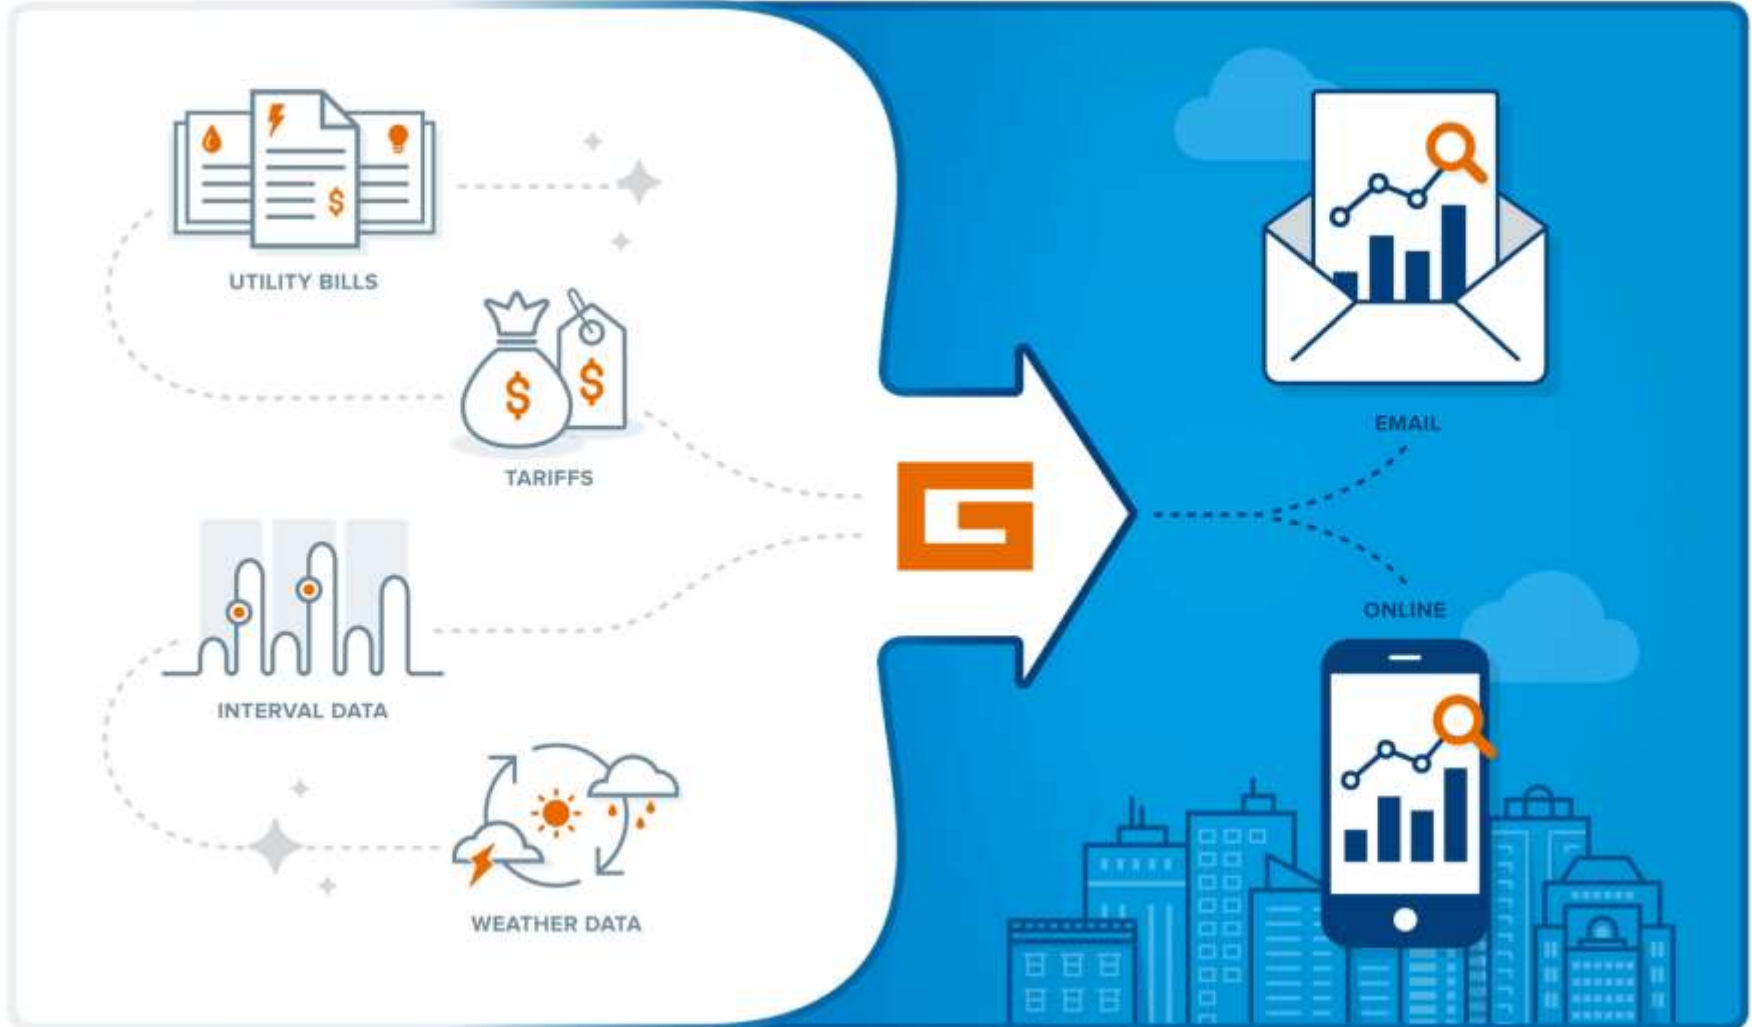 UTILITY BILLS
TARIFFS
INTERVAL DATA
WEATHER DATA
G
EMAIL
ONLINE